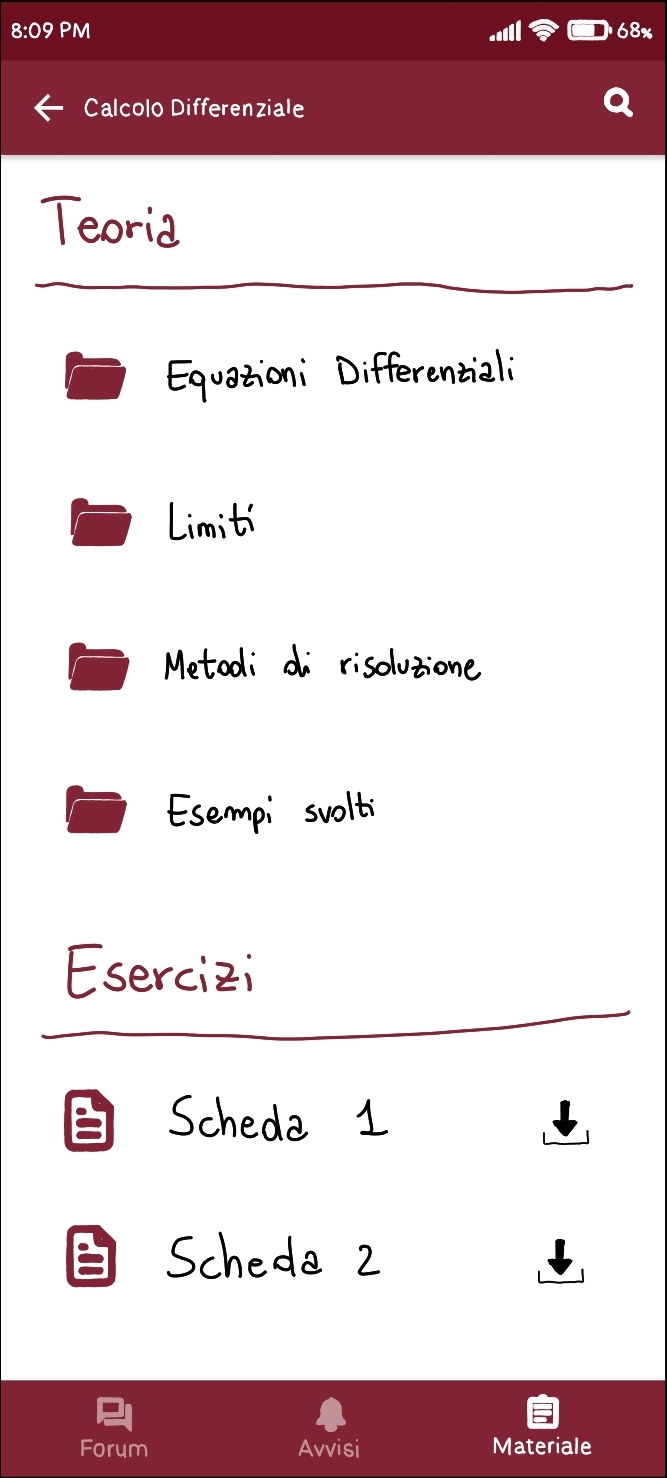 8:09 PM 68%
Calcolo Differenziale
Teoria
Equazioni Differenziali
Limiti
Metodi di risoluzione
Esempi svolti
Esercizi
Scheda 1
Scheda 2
Forum Avvisi Materiale